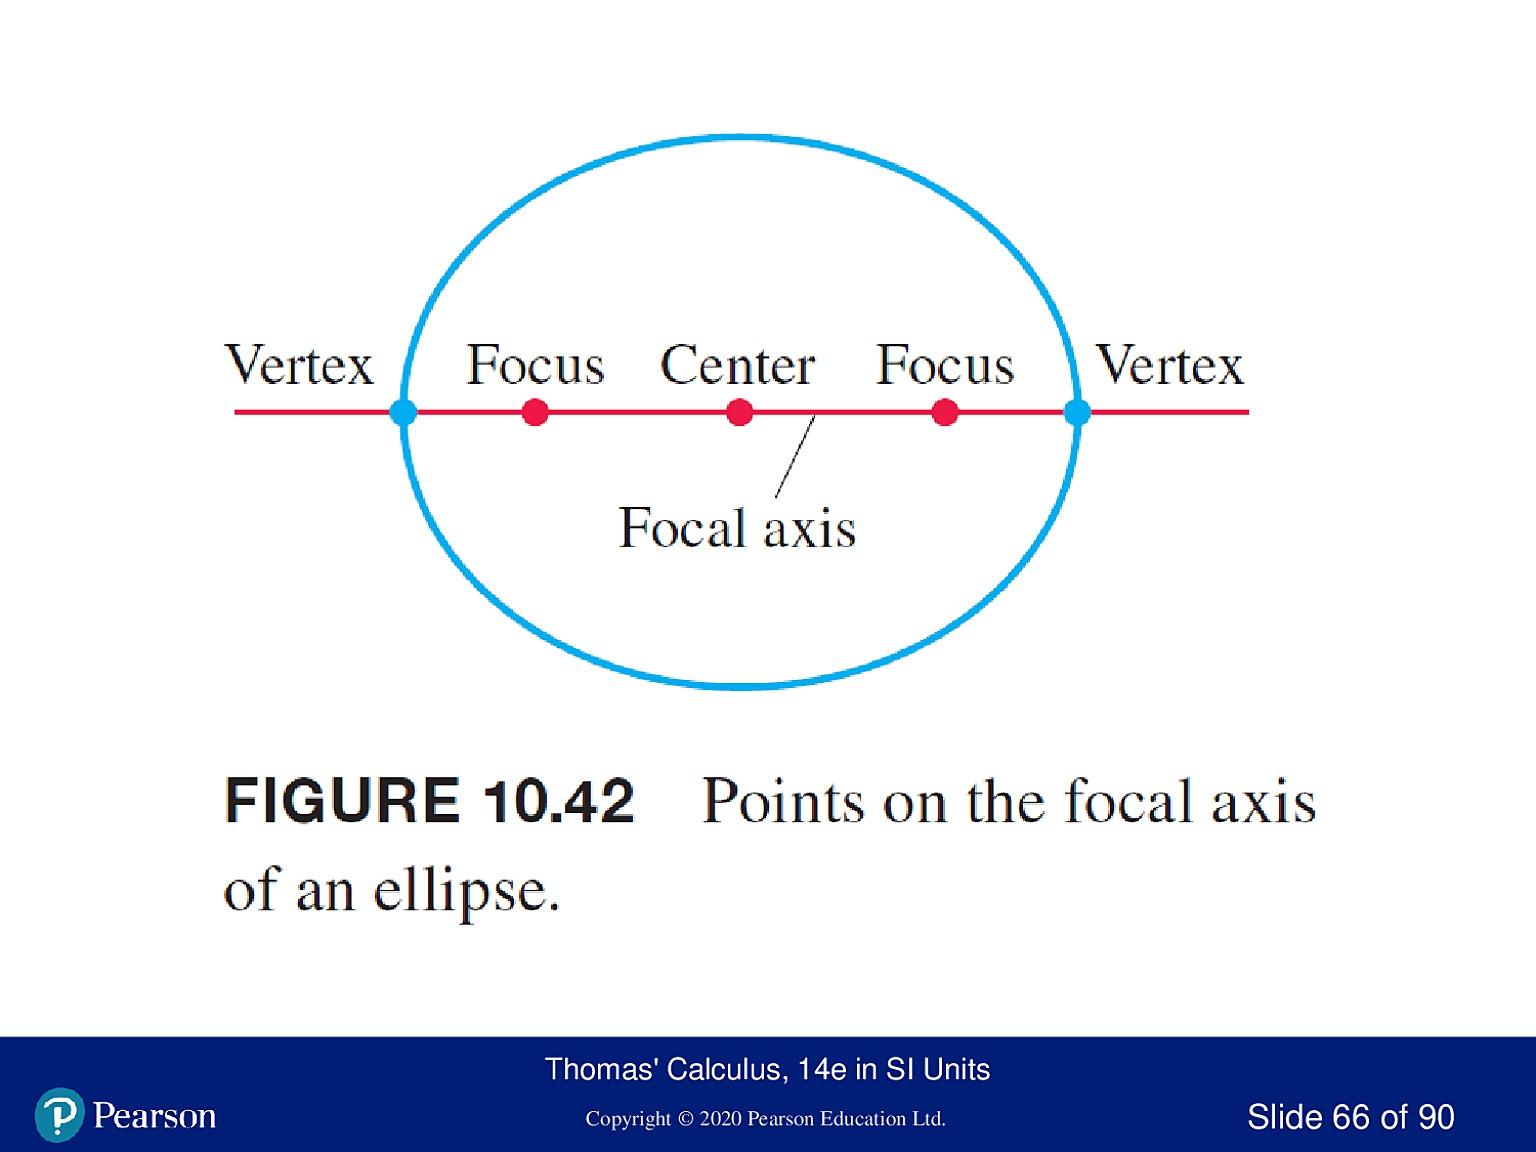 Vertex Focus Center Focus Vertex
Focal axis
FIGURE 10.42 Points on the focal axis
of an ellipse.
Thomas' Calculus, 14e in SI Units
Pearson
Copyright © 2020 Pearson Education Ltd.
Slide 66 of 90